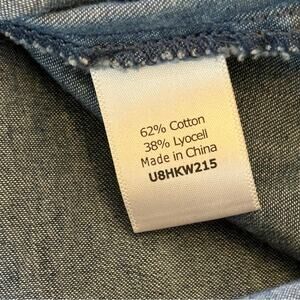 62% Cotton
38% Lyocell
Made in China
U8HKW215